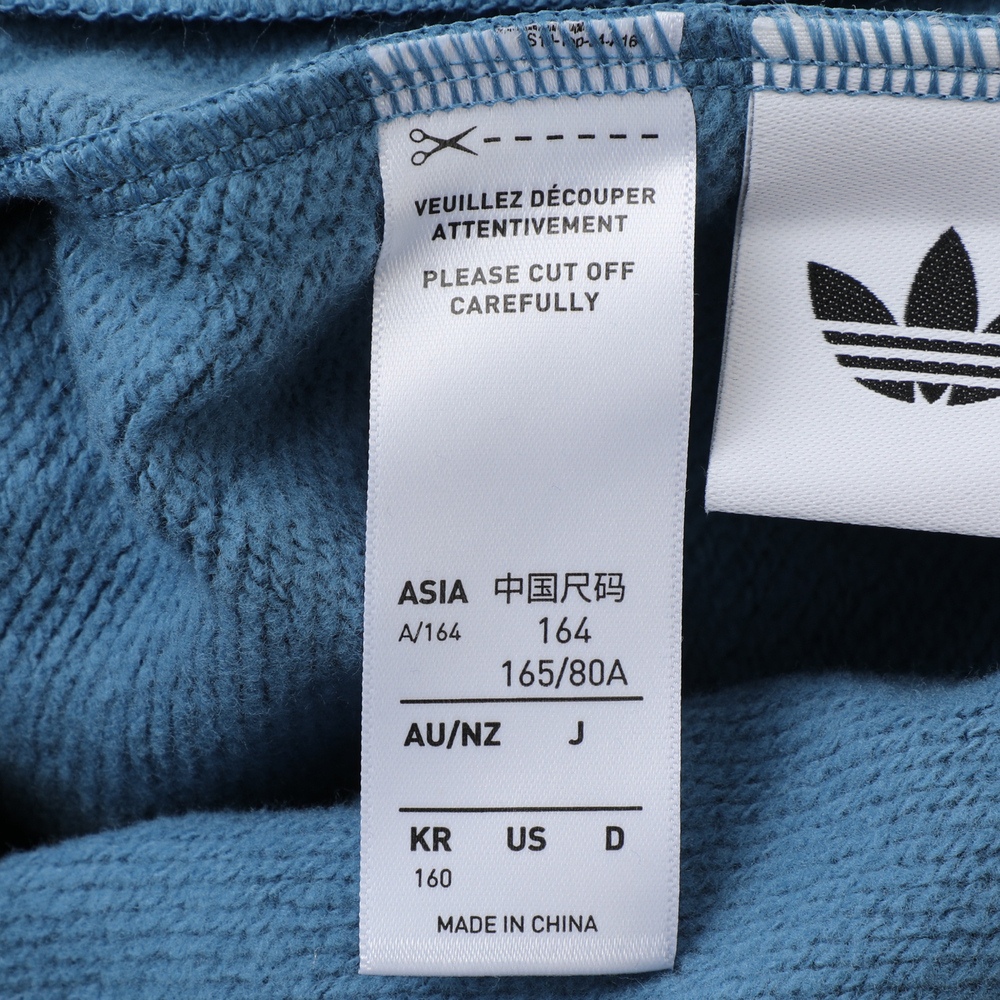 VEUILLEZ DÉCOUPER
ATTENTIVEMENT
PLEASE CUT OFF
CAREFULLY
ASIA 中国尺码
A/164 164
165/80A
AU/NZ J
KR US D
160
MADE IN CHINA